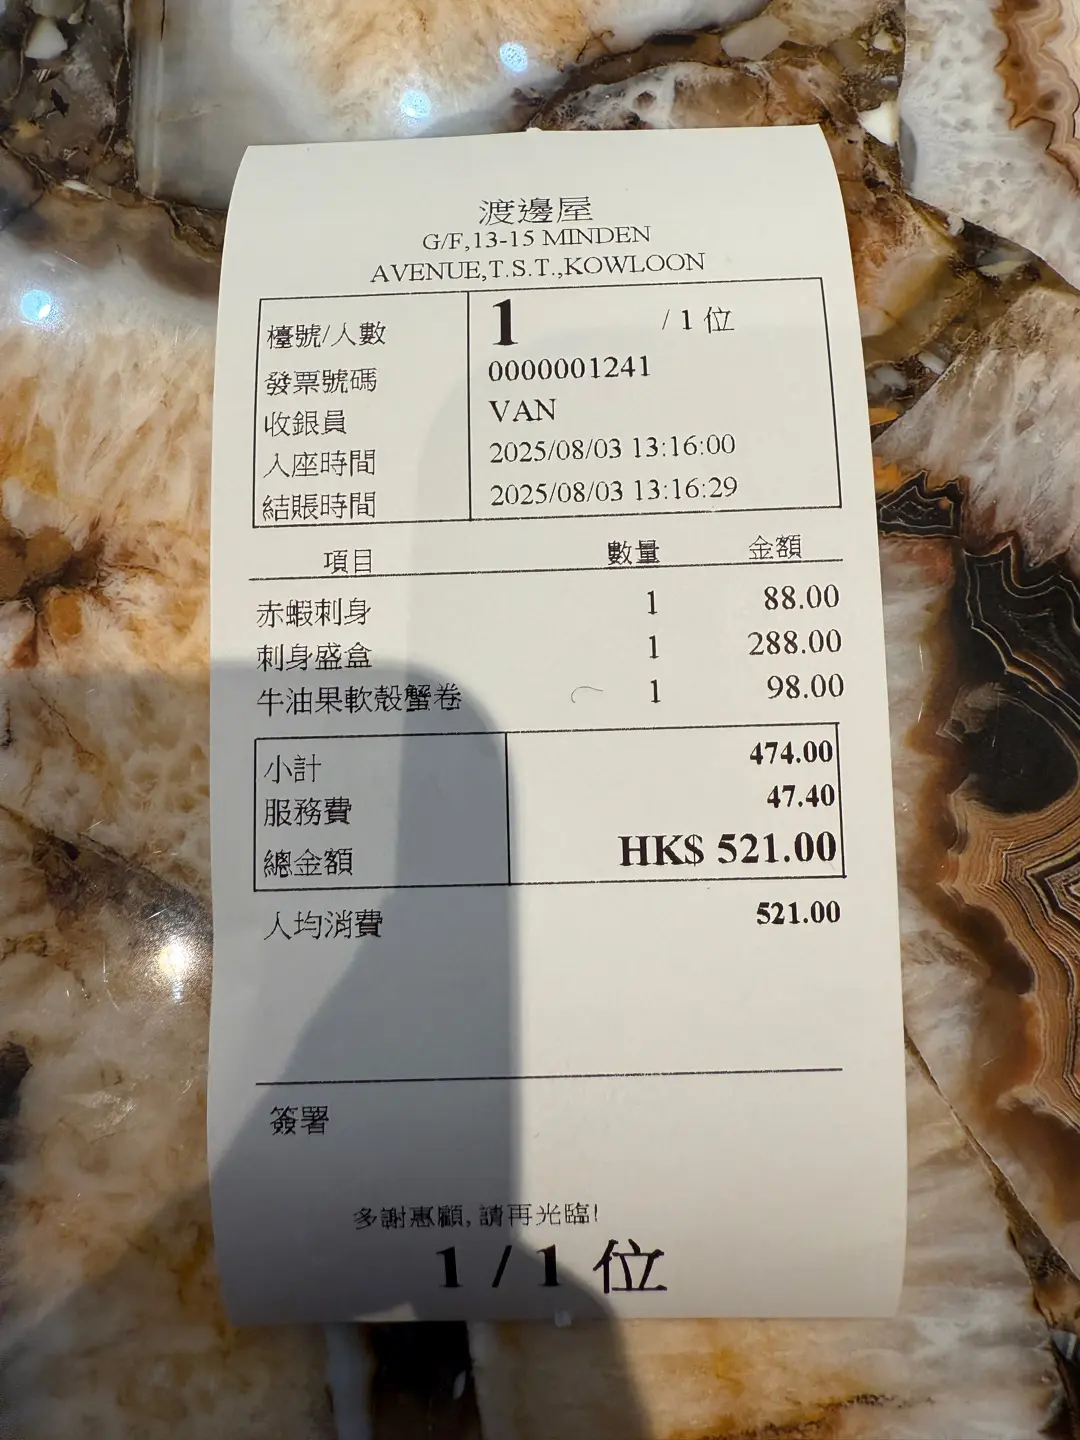 渡邊屋
G/F,13-15 MINDEN
AVENUE,T.S.T.,KOWLOON
檯號/人數 1 / 1 位
發票號碼 0000001241
收銀員 VAN
入座時間 2025/08/03 13:16:00
結賬時間 2025/08/03 13:16:29
項目 數量 金額
赤蝦刺身 1 88.00
刺身盛盒 1 288.00
牛油果軟殼蟹卷 1 98.00
小計 474.00
服務費 47.40
總金額 HK$ 521.00
人均消費 521.00
簽署
多謝惠顧, 請再光臨!
1 / 1 位